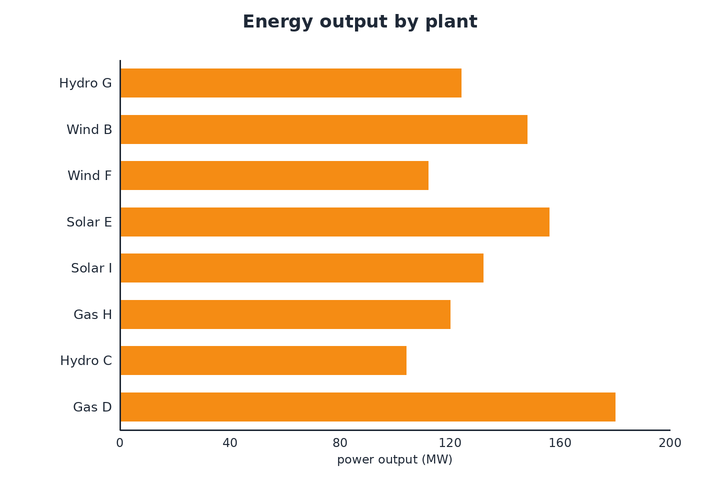 Energy output by plant
Hydro G
Wind B
Wind F
Solar E
Solar I
Gas H
Hydro C
Gas D
0 40 80 120 160 200
power output (MW)